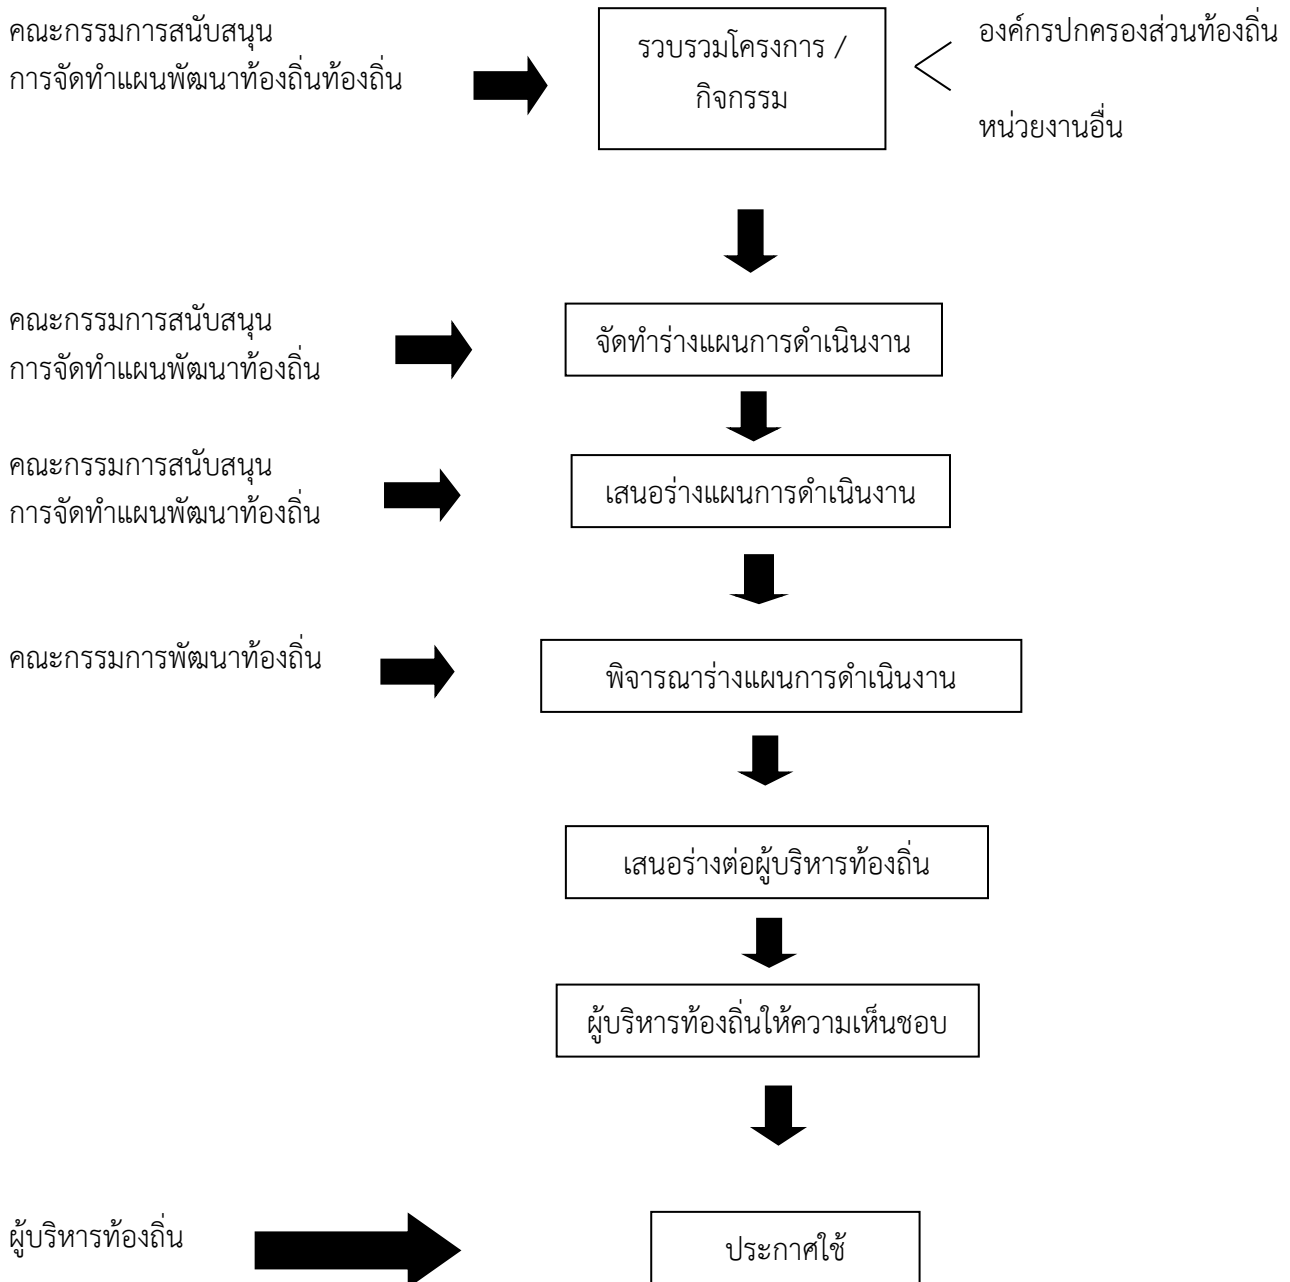 คณะกรรมการสนับสนุน
การจัดทำแผนพัฒนาท้องถิ่นท้องถิ่น
รวบรวมโครงการ /
กิจกรรม
องค์กรปกครองส่วนท้องถิ่น
หน่วยงานอื่น
คณะกรรมการสนับสนุน
การจัดทำแผนพัฒนาท้องถิ่น
จัดทำร่างแผนการดำเนินงาน
คณะกรรมการสนับสนุน
การจัดทำแผนพัฒนาท้องถิ่น
เสนอร่างแผนการดำเนินงาน
คณะกรรมการพัฒนาท้องถิ่น
พิจารณาร่างแผนการดำเนินงาน
เสนอร่างต่อผู้บริหารท้องถิ่น
ผู้บริหารท้องถิ่นให้ความเห็นชอบ
ผู้บริหารท้องถิ่น
ประกาศใช้